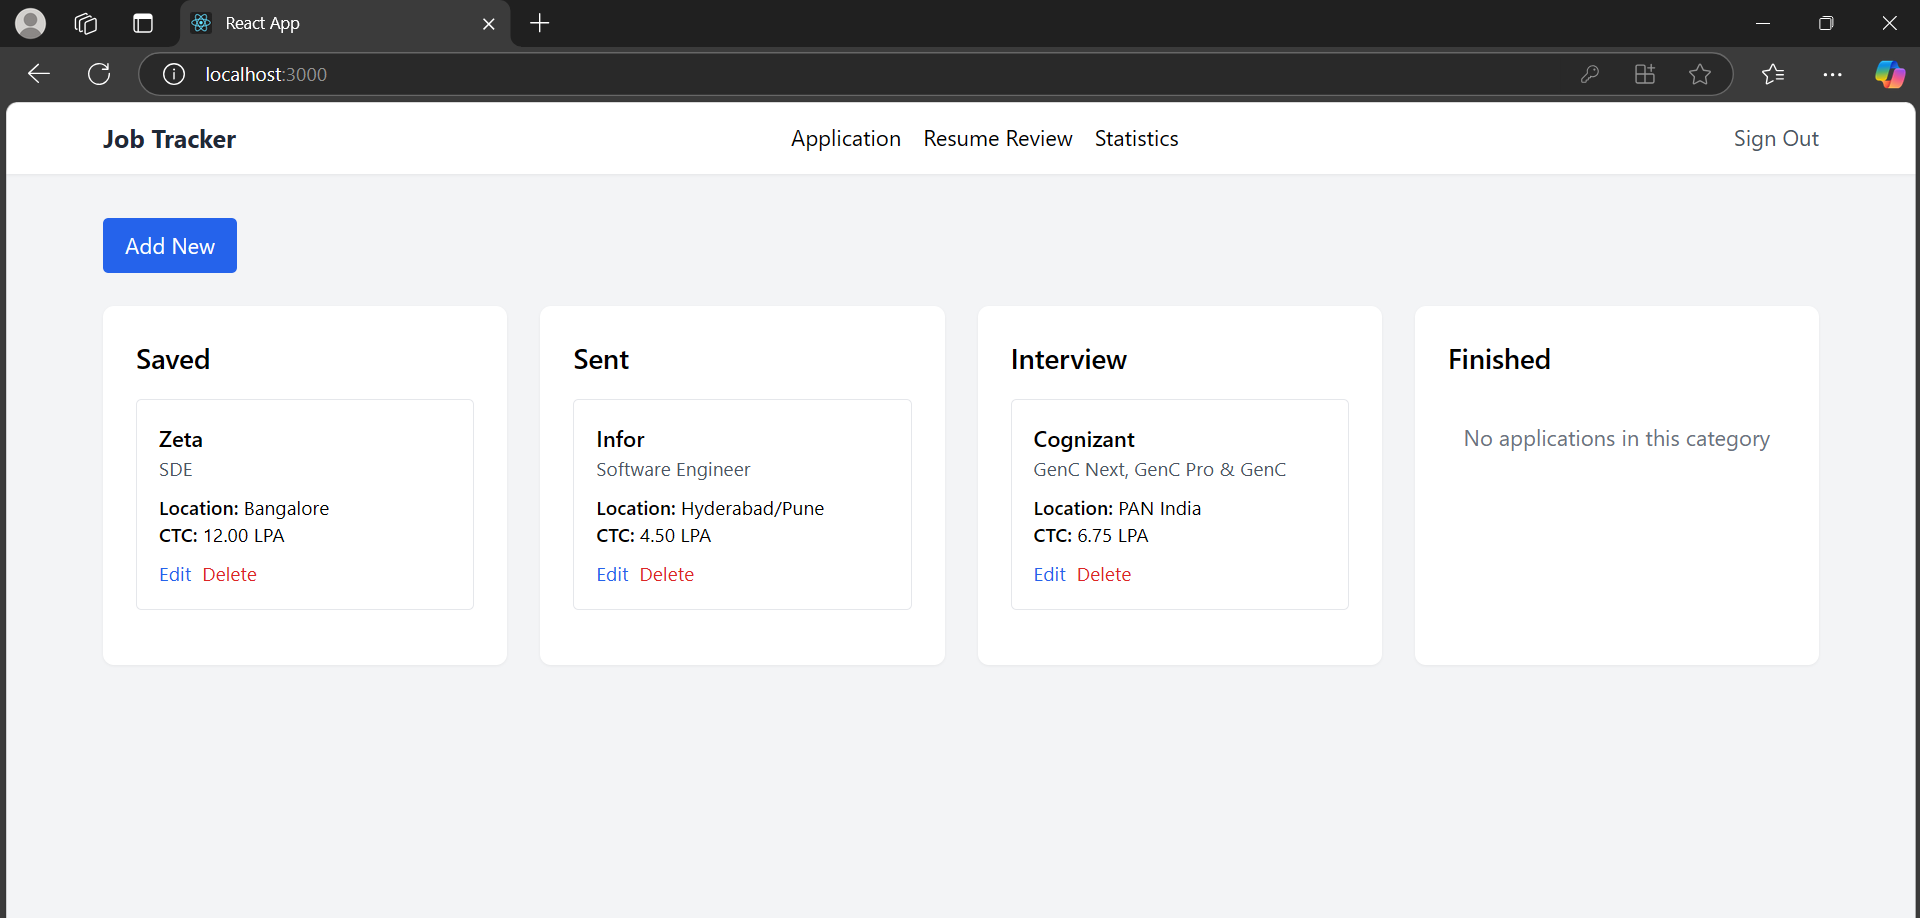 React App
localhost:3000
Job Tracker
Application Resume Review Statistics
Sign Out
Add New
Saved
Zeta
SDE
Location: Bangalore
CTC: 12.00 LPA
Edit Delete
Sent
Infor
Software Engineer
Location: Hyderabad/Pune
CTC: 4.50 LPA
Edit Delete
Interview
Cognizant
GenC Next, GenC Pro & GenC
Location: PAN India
CTC: 6.75 LPA
Edit Delete
Finished
No applications in this category